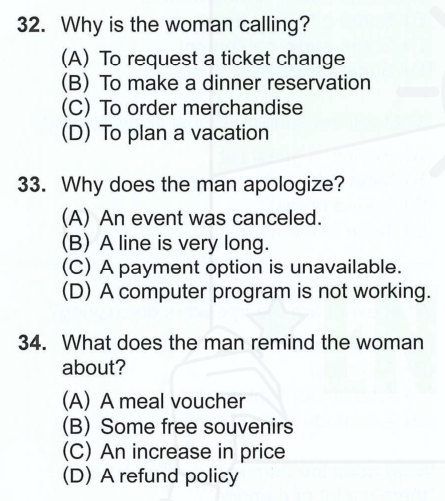 32. Why is the woman calling?
(A) To request a ticket change
(B) To make a dinner reservation
(C) To order merchandise
(D) To plan a vacation
33. Why does the man apologize?
(A) An event was canceled.
(B) A line is very long.
(C) A payment option is unavailable.
(D) A computer program is not working.
34. What does the man remind the woman
about?
(A) A meal voucher
(B) Some free souvenirs
(C) An increase in price
(D) A refund policy